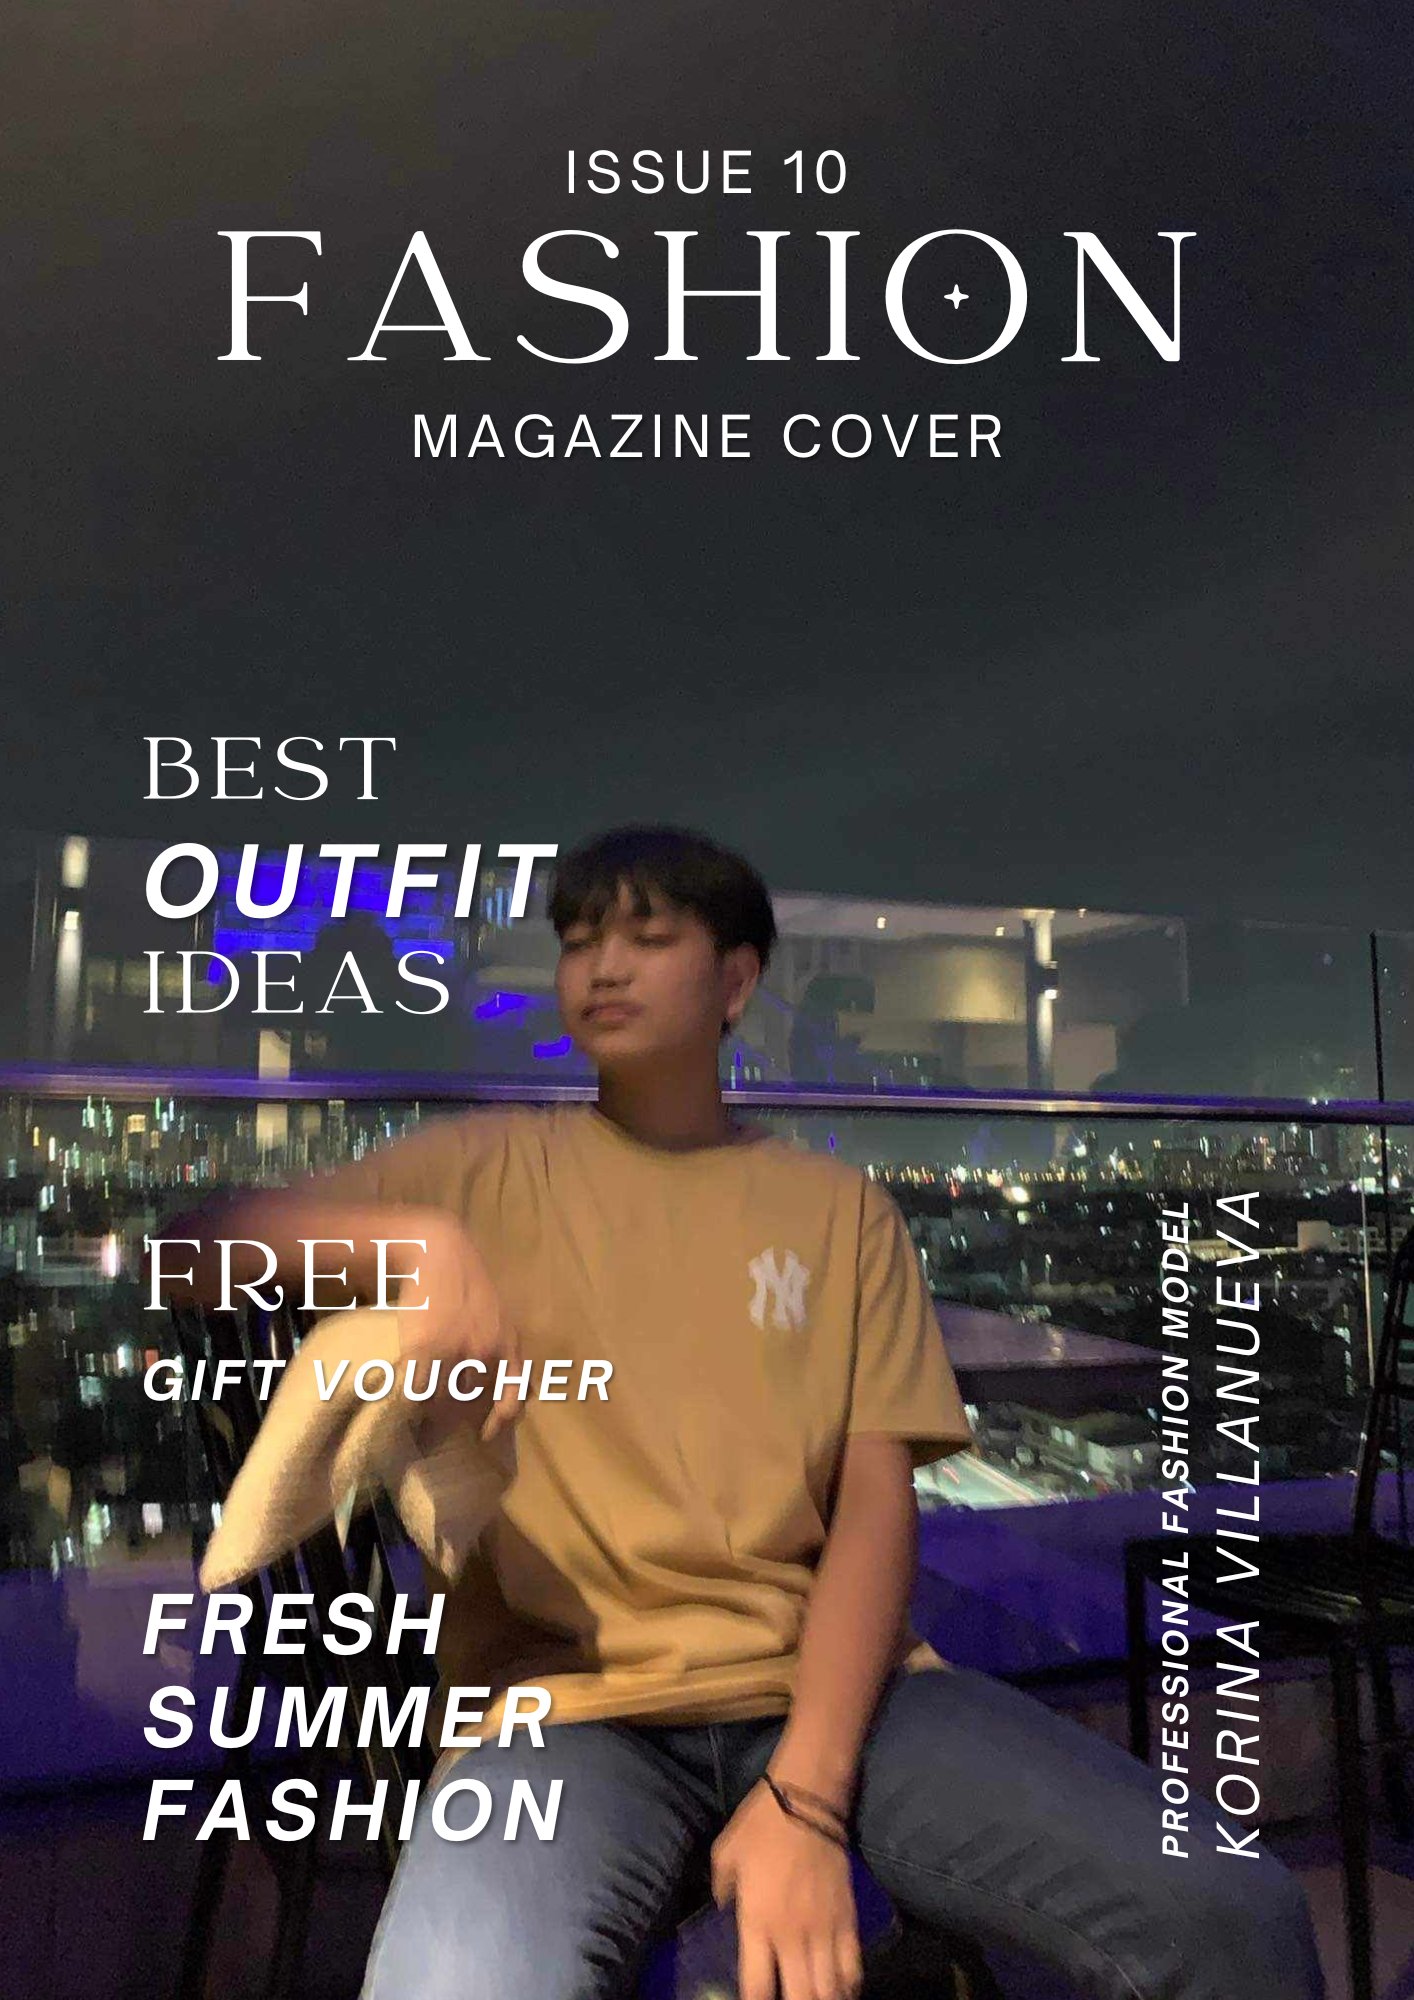 ISSUE 10
FASHION
MAGAZINE COVER
BEST
OUTFIT
IDEAS
FREE
GIFT VOUCHER
FRESH
SUMMER
FASHION
PROFESSIONAL FASHION MODEL
KORINA VILLANUEVA
NY